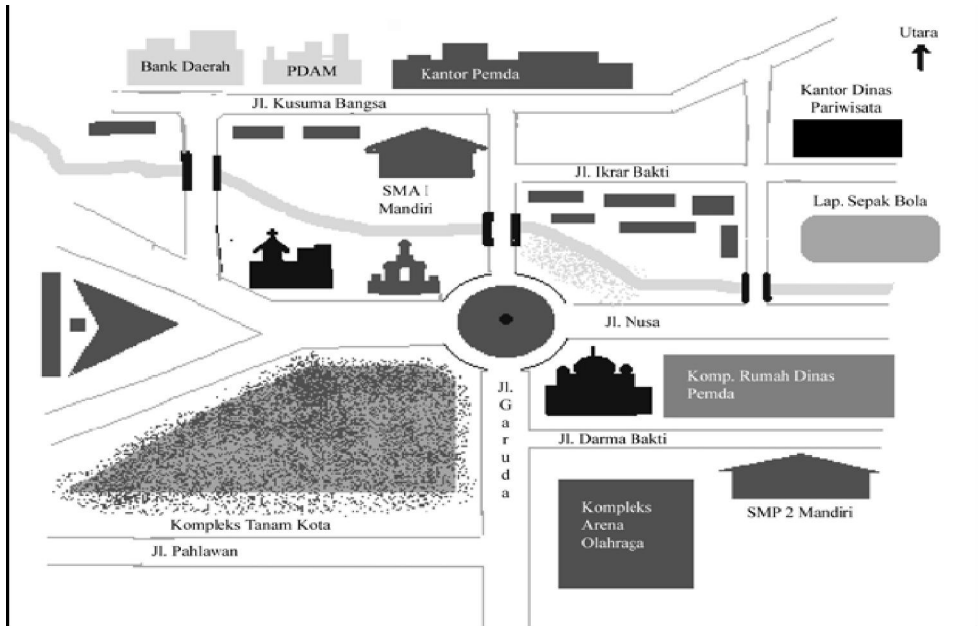 Utara
Bank Daerah
PDAM
Kantor Pemda
Kantor Dinas
Pariwisata
Jl. Kusuma Bangsa
Jl. Ikrar Bakti
SMA I
Mandiri
Lap. Sepak Bola
Jl. Nusa
Jl. Garuda
Komp. Rumah Dinas
Pemda
Jl. Darma Bakti
Kompleks
Arena
Olahraga
SMP 2 Mandiri
Kompleks Tanam Kota
Jl. Pahlawan